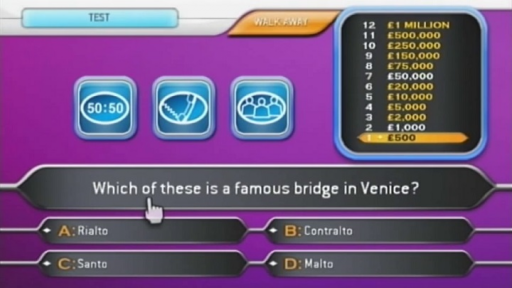 TEST
WALK AWAY
12 £1 MILLION
11 £500,000
10 £250,000
9 £150,000
8 £75,000
7 £50,000
6 £20,000
5 £10,000
4 £5,000
3 £2,000
2 £1,000
1 £500
50:50
Which of these is a famous bridge in Venice?
A: Rialto
B: Contralto
C: Santo
D: Malto